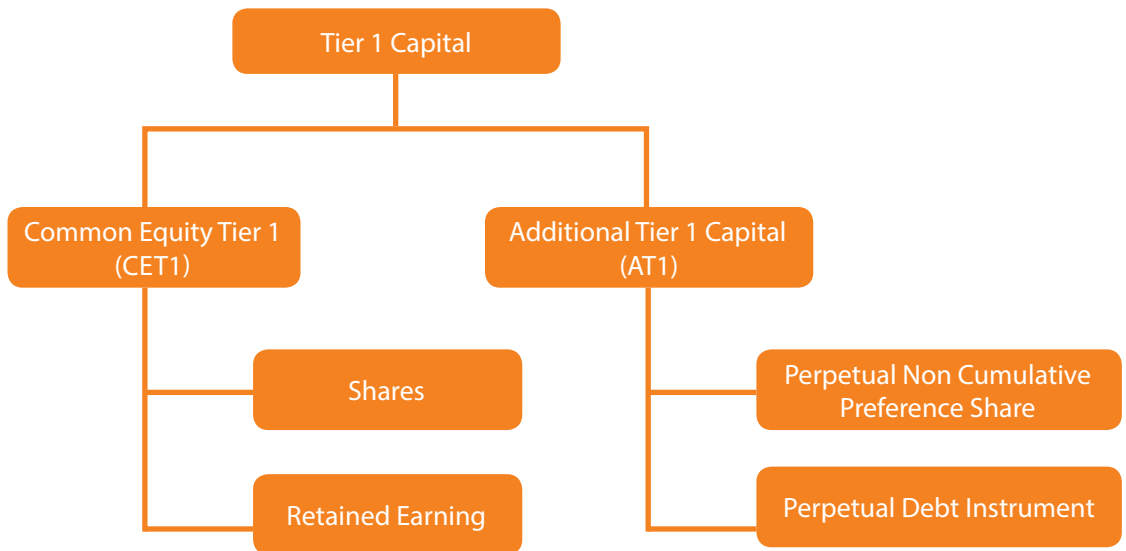 Tier 1 Capital
Common Equity Tier 1
(CET1)
Additional Tier 1 Capital
(AT1)
Shares
Perpetual Non Cumulative
Preference Share
Retained Earning
Perpetual Debt Instrument